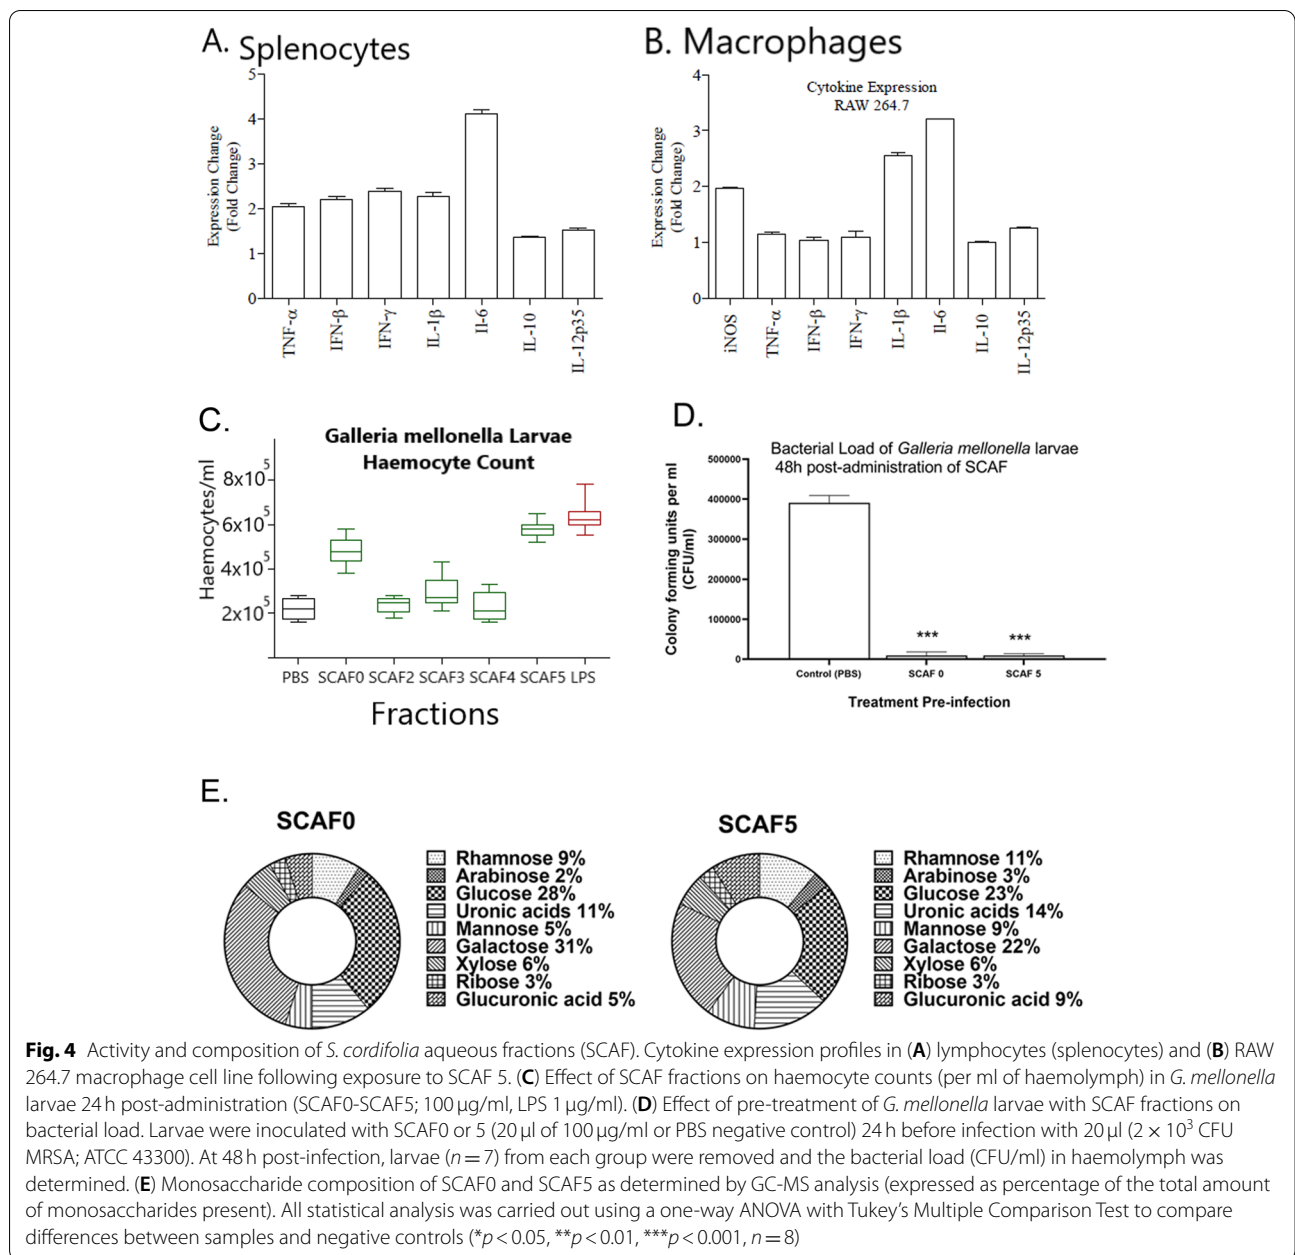 A. Splenocytes
5
4
3
2
1
0
Expression Change
(Fold Change)
TNF-α
IFN-β
IFN-γ
IL-1β
Il-6
IL-10
IL-12p35
B. Macrophages
Cytokine Expression
RAW 264.7
4
3
2
1
0
Expression Change
(Fold Change)
iNOS
TNF-α
IFN-β
IFN-γ
IL-1β
Il-6
IL-10
IL-12p35
C.
Galleria mellonella Larvae
Haemocyte Count
Haemocytes/ml
8x10⁵
6x10⁵
4x10⁵
2x10⁵
PBS SCAF0 SCAF2 SCAF3 SCAF4 SCAF5 LPS
Fractions
D.
Bacterial Load of Galleria mellonella larvae
48h post-administration of SCAF
Colony forming units per ml
(CFU/ml)
500000
400000
300000
200000
100000
0
*** ***
Control (PBS) SCAF 0 SCAF 5
Treatment Pre-infection
E.
SCAF0
Rhamnose 9%
Arabinose 2%
Glucose 28%
Uronic acids 11%
Mannose 5%
Galactose 31%
Xylose 6%
Ribose 3%
Glucuronic acid 5%
SCAF5
Rhamnose 11%
Arabinose 3%
Glucose 23%
Uronic acids 14%
Mannose 9%
Galactose 22%
Xylose 6%
Ribose 3%
Glucuronic acid 9%
Fig. 4 Activity and composition of S. cordifolia aqueous fractions (SCAF). Cytokine expression profiles in (A) lymphocytes (splenocytes) and (B) RAW
264.7 macrophage cell line following exposure to SCAF 5. (C) Effect of SCAF fractions on haemocyte counts (per ml of haemolymph) in G. mellonella
larvae 24 h post-administration (SCAF0-SCAF5; 100 μg/ml, LPS 1 μg/ml). (D) Effect of pre-treatment of G. mellonella larvae with SCAF fractions on
bacterial load. Larvae were inoculated with SCAF0 or 5 (20 μl of 100 μg/ml or PBS negative control) 24 h before infection with 20 μl (2 × 10³ CFU
MRSA; ATCC 43300). At 48 h post-infection, larvae (n = 7) from each group were removed and the bacterial load (CFU/ml) in haemolymph was
determined. (E) Monosaccharide composition of SCAF0 and SCAF5 as determined by GC-MS analysis (expressed as percentage of the total amount
of monosaccharides present). All statistical analysis was carried out using a one-way ANOVA with Tukey's Multiple Comparison Test to compare
differences between samples and negative controls (*p < 0.05, **p < 0.01, ***p < 0.001, n = 8)